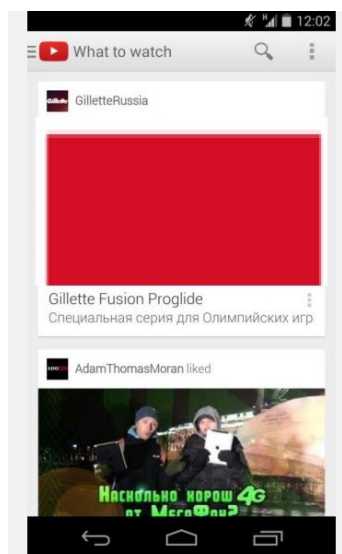 H
12:02
What to watch
Gillette
GilletteRussia
Gillette Fusion Proglide
Специальная серия для Олимпийских игр
AdamThomasMoran liked
Насколько хорош 4G
от МегаФон?